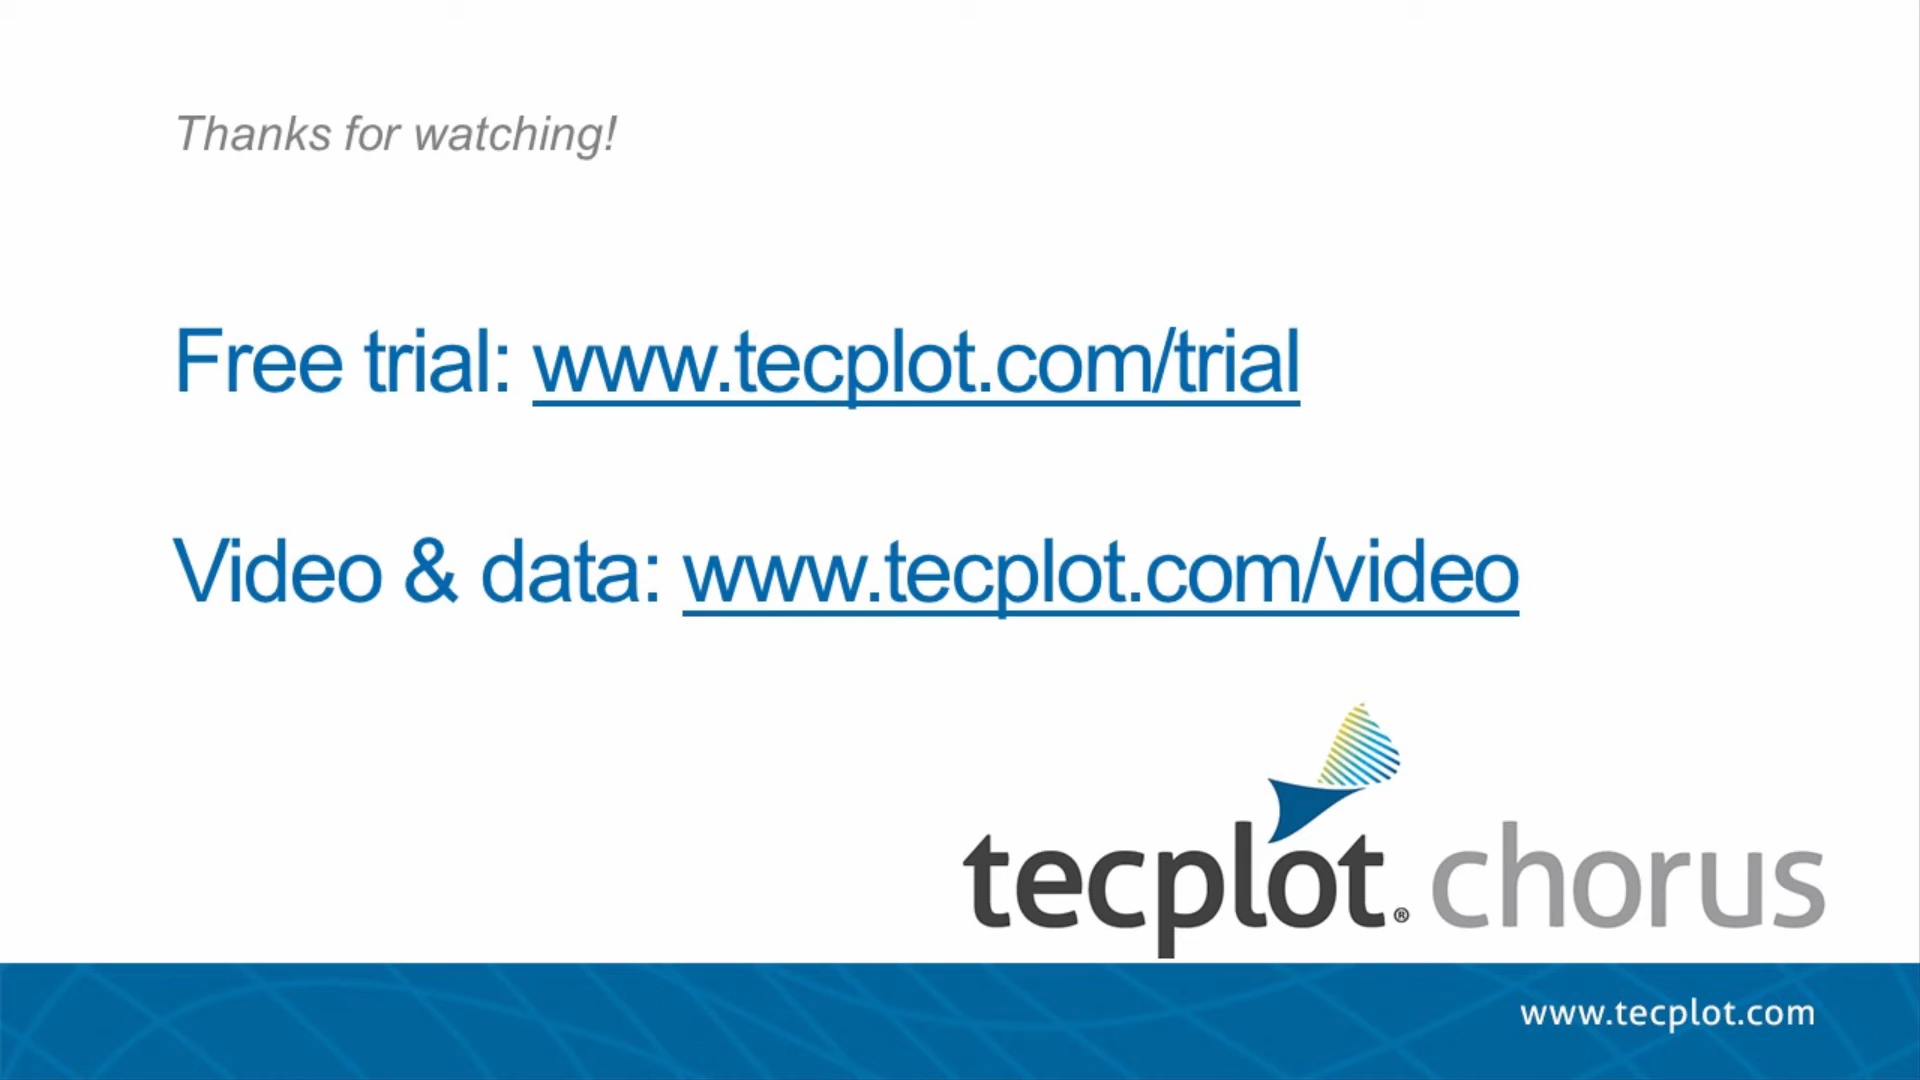 Thanks for watching!
Free trial: www.tecplot.com/trial
Video & data: www.tecplot.com/video
tecplot® chorus
www.tecplot.com